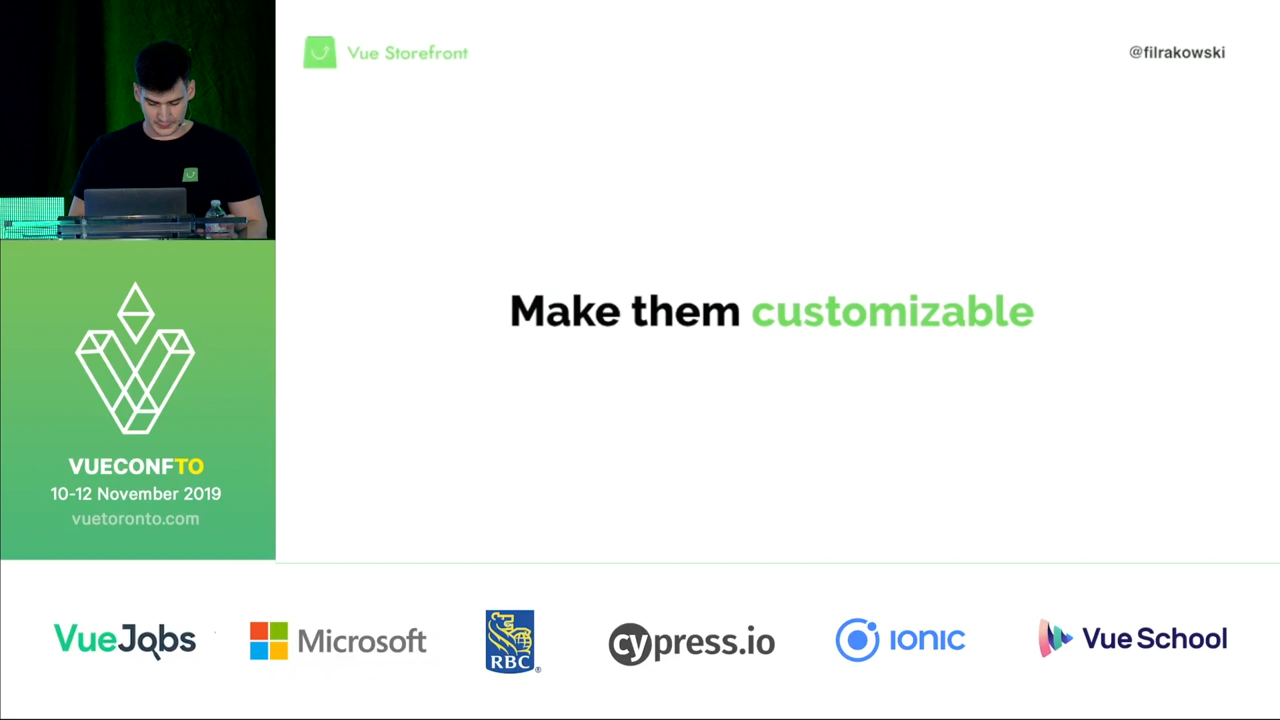 Vue Storefront
@filrakowski
Make them customizable
VUECONFTO
10-12 November 2019
vuetoronto.com
VueJobs
Microsoft
RBC
®
cypress.io
IONIC
Vue School